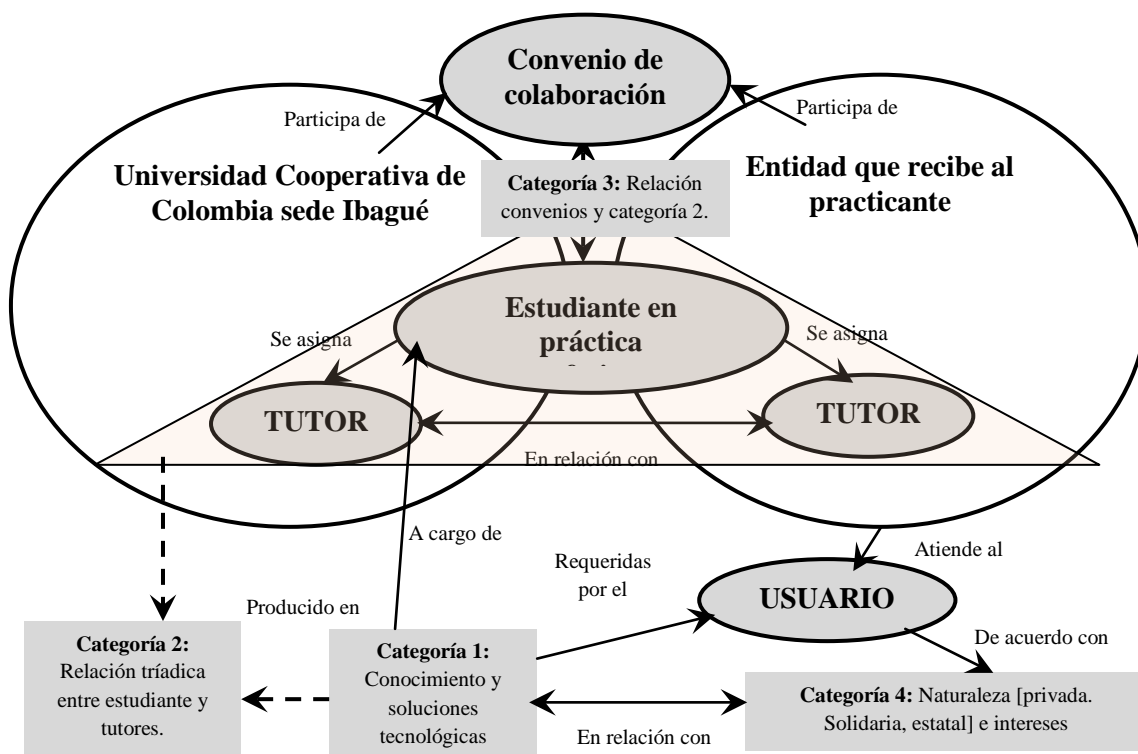 Convenio de
colaboración
Participa de
Participa de
Universidad Cooperativa de
Colombia sede Ibagué
Categoría 3: Relación
convenios y categoría 2.
Entidad que recibe al
practicante
Estudiante en
práctica
Se asigna
Se asigna
TUTOR
TUTOR
En relación con
A cargo de
Requeridas
por el
Atiende al
USUARIO
Producido en
De acuerdo con
Categoría 2:
Relación tríadica
entre estudiante y
tutores.
Categoría 1:
Conocimiento y
soluciones
tecnológicas
Categoría 4: Naturaleza [privada.
Solidaria, estatal] e intereses
En relación con